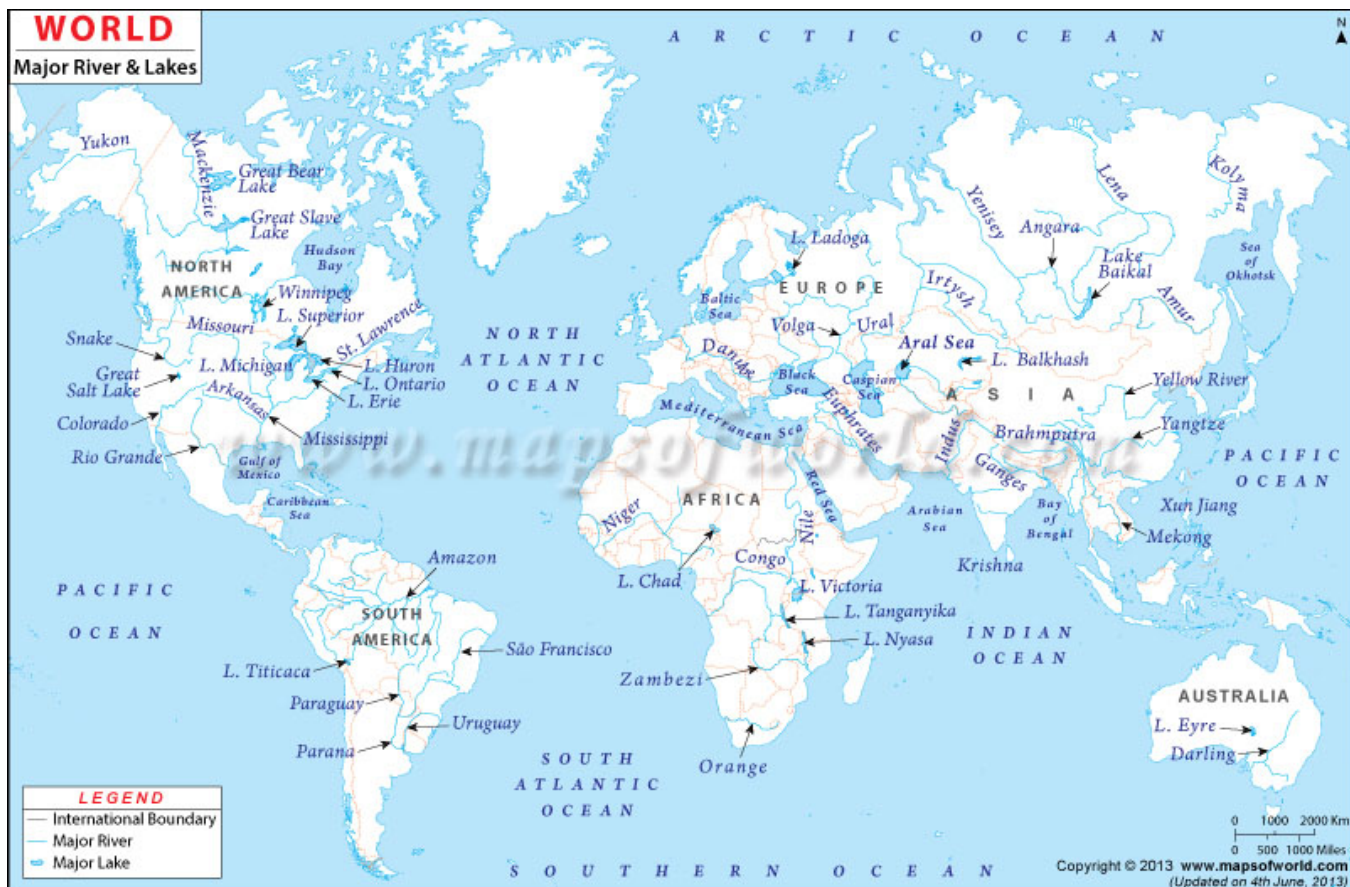 WORLD
Major River & Lakes
A R C T I C O C E A N
N
Yukon
Mackenzie
Great Bear
Lake
Great Slave
Lake
Hudson
Bay
NORTH
AMERICA
Winnipeg
L. Superior
Missouri
St. Lawrence
Snake
L. Michigan
L. Huron
Great
Salt Lake
L. Ontario
Arkansas
L. Erie
Colorado
Mississippi
Rio Grande
Gulf of
Mexico
Caribbean
Sea
NORTH
ATLANTIC
OCEAN
L. Ladoga
EUROPE
Baltic
Sea
Volga
Ural
Danube
Black
Sea
Caspian
Sea
Mediterranean Sea
Euphrates
Yenisey
Lena
Kolyma
Angara
Lake
Baikal
Sea
of
Okhotsk
Irtysh
Amur
Aral Sea
L. Balkhash
ASIA
Yellow River
Indus
Brahmputra
Yangtze
Ganges
PACIFIC
OCEAN
www.mapsofworld.com
AFRICA
Red Sea
Niger
Nile
Arabian
Sea
Bay
of
Bengal
Xun Jiang
Mekong
Krishna
L. Chad
Congo
L. Victoria
L. Tanganyika
L. Nyasa
Zambezi
Orange
INDIAN
OCEAN
PACIFIC
OCEAN
Amazon
SOUTH
AMERICA
São Francisco
L. Titicaca
Paraguay
Uruguay
Parana
SOUTH
ATLANTIC
OCEAN
AUSTRALIA
L. Eyre
Darling
LEGEND
International Boundary
Major River
Major Lake
0 1000 2000 Km
0 500 1000 Miles
S O U T H E R N O C E A N
Copyright © 2013 www.mapsofworld.com
(Updated on 4th June, 2013)